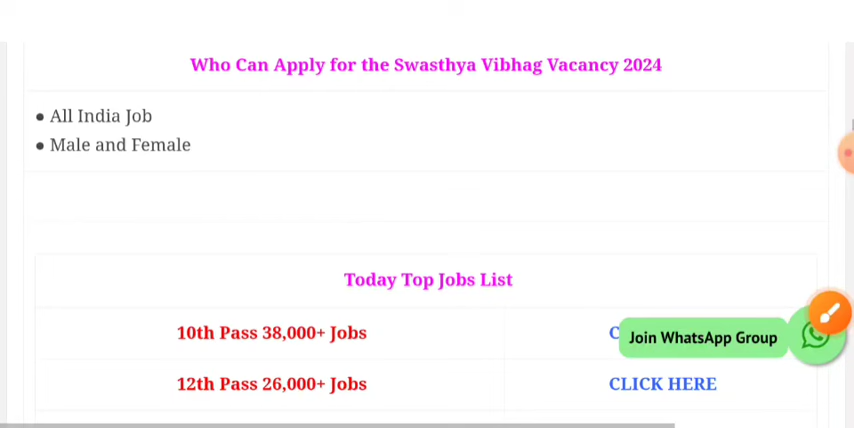 Who Can Apply for the Swasthya Vibhag Vacancy 2024
● All India Job
● Male and Female
Today Top Jobs List
10th Pass 38,000+ Jobs
Join WhatsApp Group
12th Pass 26,000+ Jobs CLICK HERE